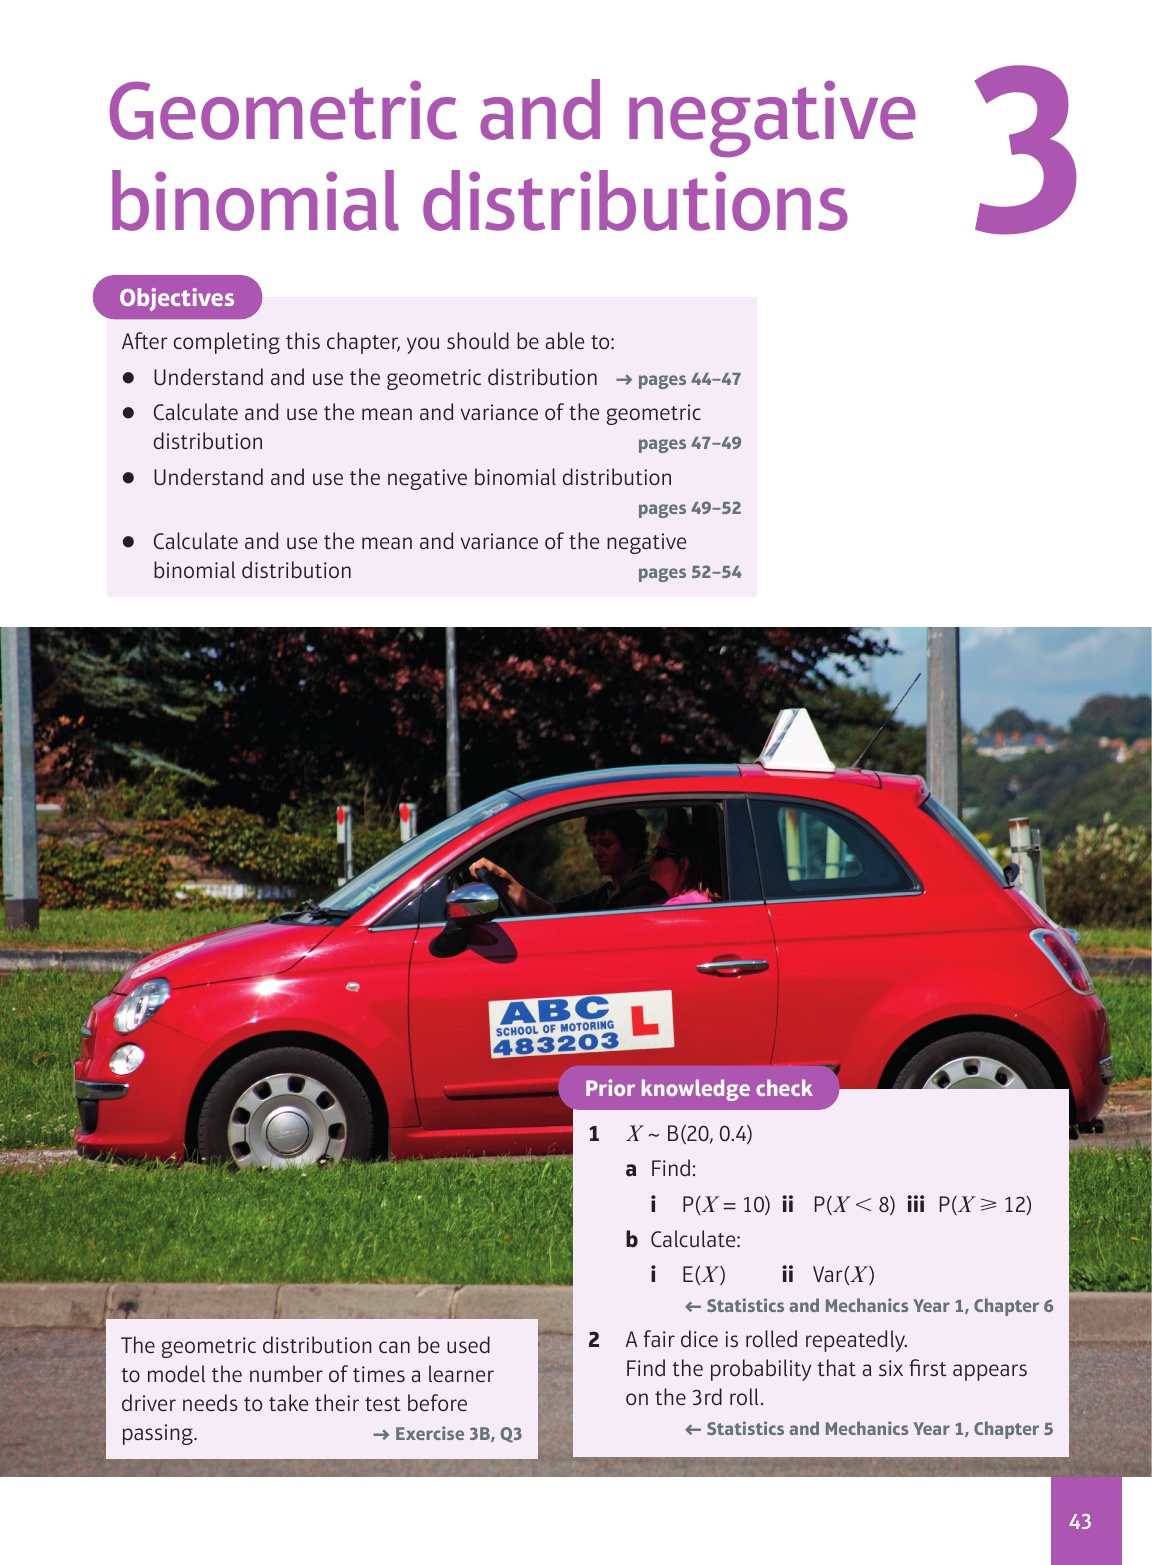 Geometric and negative
binomial distributions
3
Objectives
After completing this chapter, you should be able to:
● Understand and use the geometric distribution → pages 44–47
● Calculate and use the mean and variance of the geometric
distribution pages 47–49
● Understand and use the negative binomial distribution
pages 49–52
● Calculate and use the mean and variance of the negative
binomial distribution pages 52–54
ABC
SCHOOL OF MOTORING
483203
L
Prior knowledge check
1 X ~ B(20, 0.4)
a Find:
i P(X = 10) ii P(X < 8) iii P(X ⩾ 12)
b Calculate:
i E(X) ii Var(X)
← Statistics and Mechanics Year 1, Chapter 6
2 A fair dice is rolled repeatedly.
Find the probability that a six first appears
on the 3rd roll.
← Statistics and Mechanics Year 1, Chapter 5
The geometric distribution can be used
to model the number of times a learner
driver needs to take their test before
passing. → Exercise 3B, Q3
43